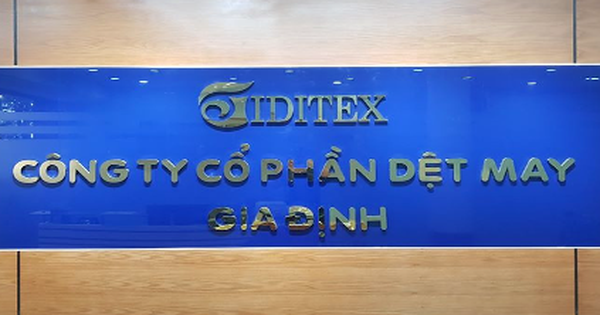 GIDITEX
CÔNG TY CỔ PHẦN DỆT MAY
GIA ĐỊNH